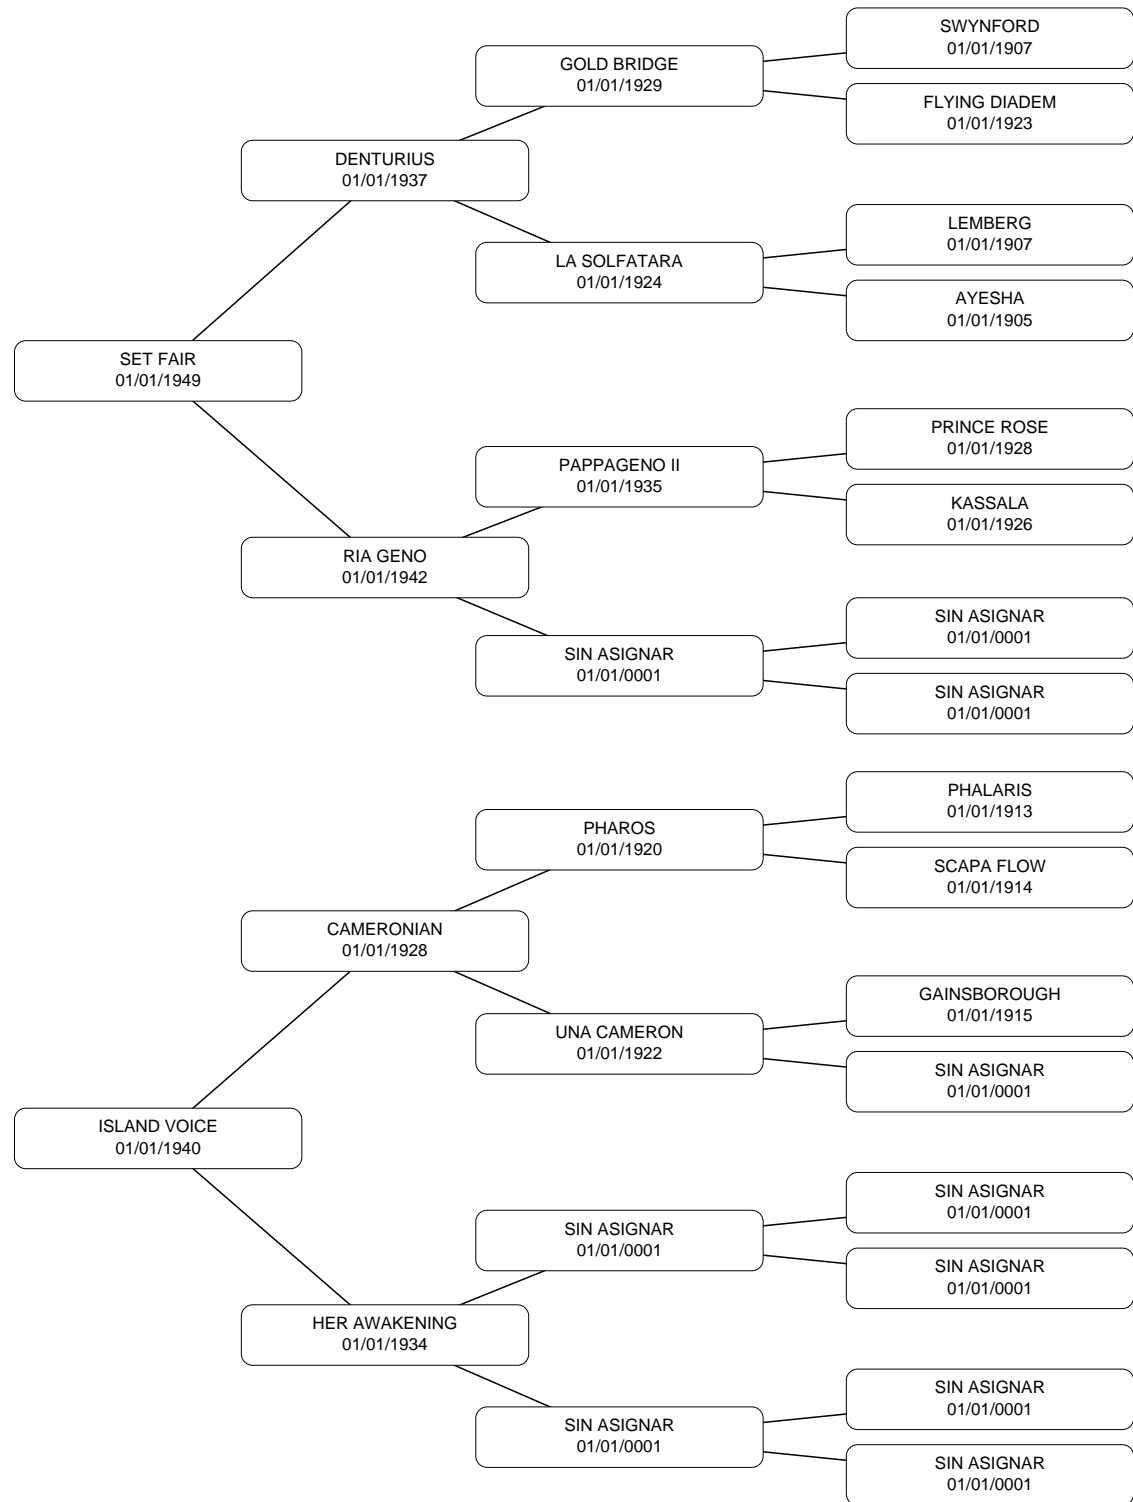 SWYNFORD
01/01/1907
GOLD BRIDGE
01/01/1929
FLYING DIADEM
01/01/1923
DENTURIUS
01/01/1937
LEMBERG
01/01/1907
LA SOLFATARA
01/01/1924
AYESHA
01/01/1905
SET FAIR
01/01/1949
PRINCE ROSE
01/01/1928
PAPPAGENO II
01/01/1935
KASSALA
01/01/1926
RIA GENO
01/01/1942
SIN ASIGNAR
01/01/0001
SIN ASIGNAR
01/01/0001
SIN ASIGNAR
01/01/0001
PHALARIS
01/01/1913
PHAROS
01/01/1920
SCAPA FLOW
01/01/1914
CAMERONIAN
01/01/1928
GAINSBOROUGH
01/01/1915
UNA CAMERON
01/01/1922
SIN ASIGNAR
01/01/0001
ISLAND VOICE
01/01/1940
SIN ASIGNAR
01/01/0001
SIN ASIGNAR
01/01/0001
SIN ASIGNAR
01/01/0001
HER AWAKENING
01/01/1934
SIN ASIGNAR
01/01/0001
SIN ASIGNAR
01/01/0001
SIN ASIGNAR
01/01/0001